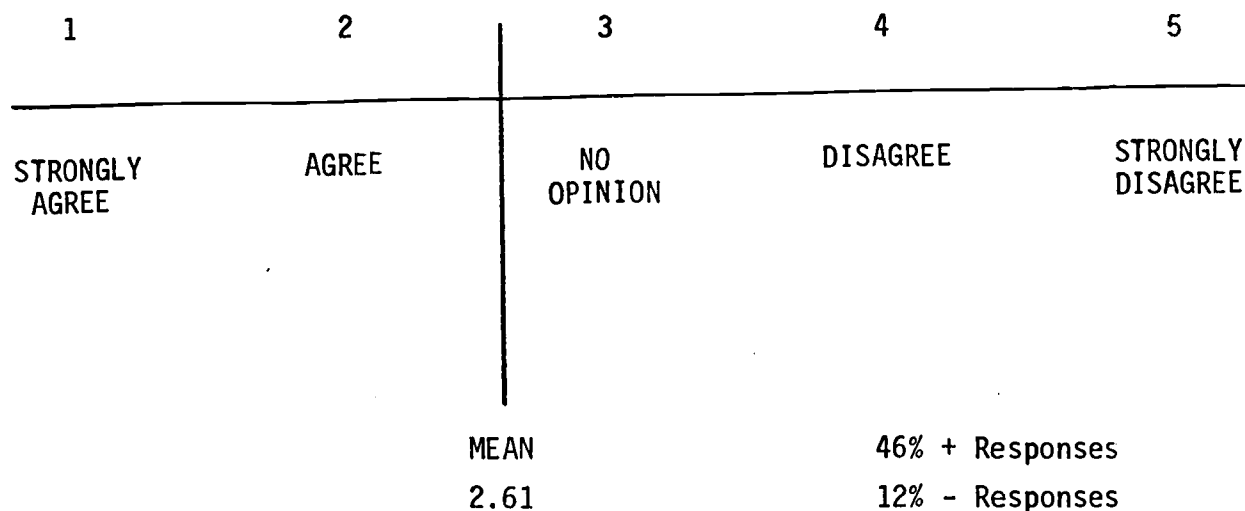 1 2 3 4 5
STRONGLY AGREE NO DISAGREE STRONGLY
AGREE OPINION DISAGREE
MEAN 46% + Responses
2.61 12% - Responses